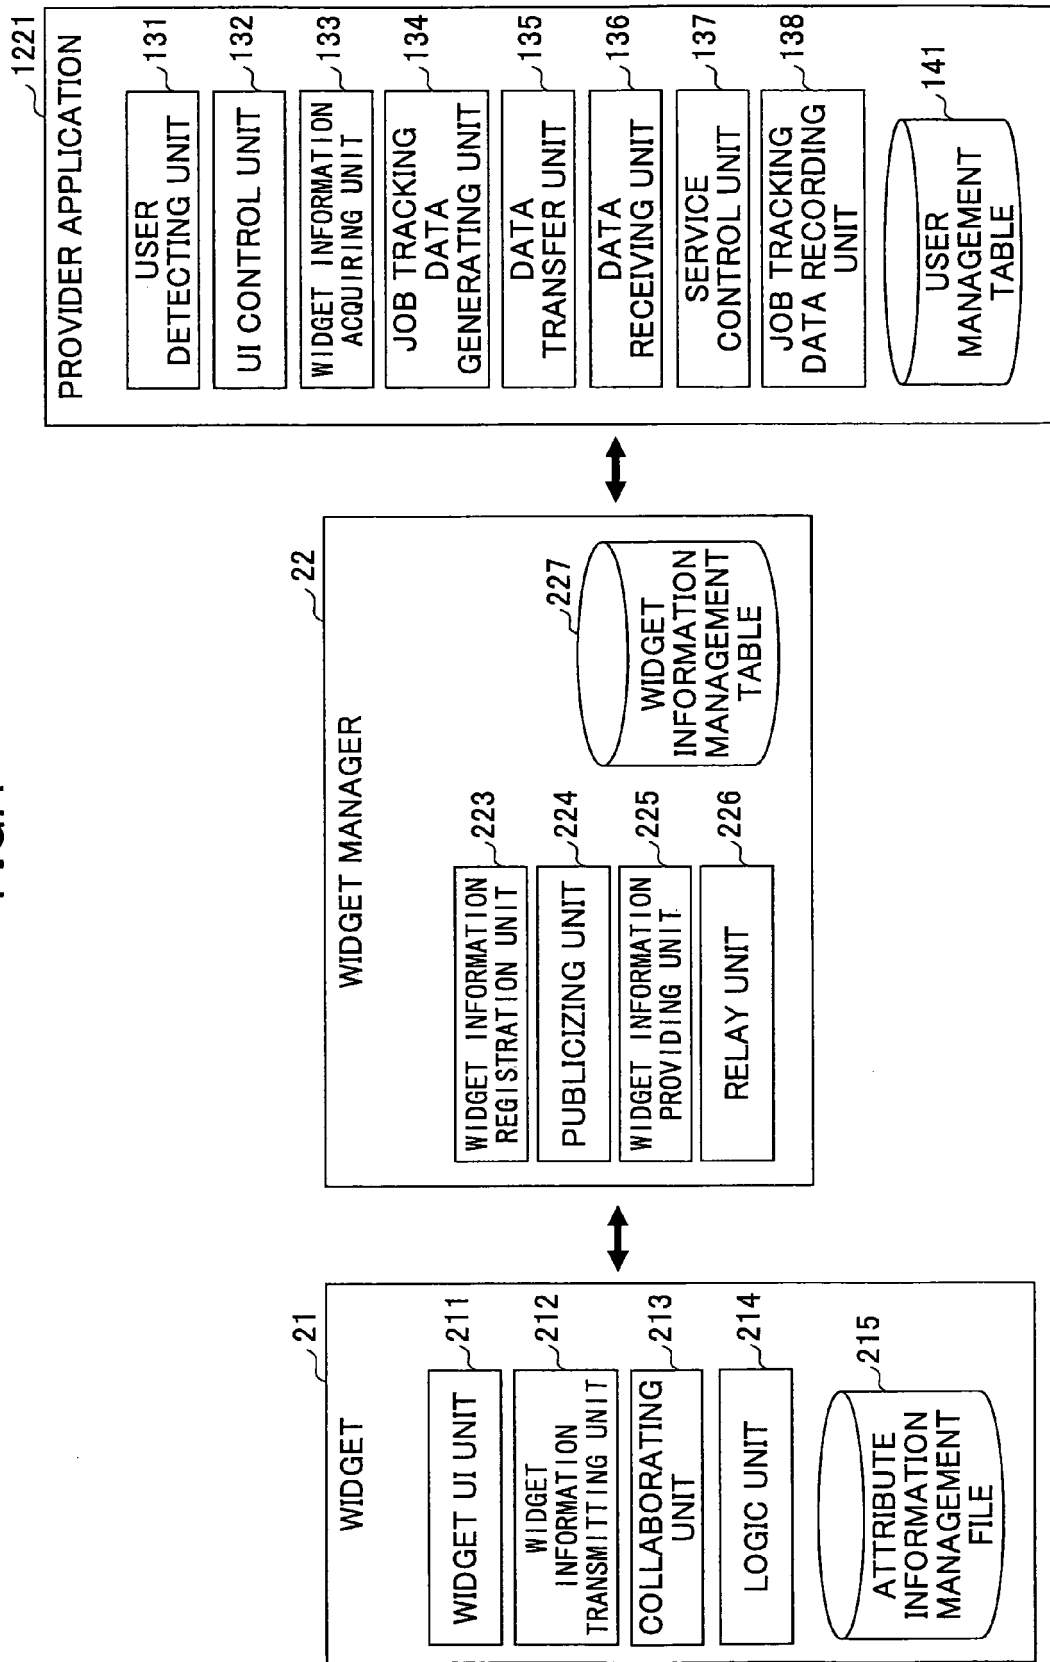 WIDGET
21
WIDGET UI UNIT
211
WIDGET
INFORMATION
TRANSMITTING UNIT
212
COLLABORATING
UNIT
213
LOGIC UNIT
214
ATTRIBUTE
INFORMATION
MANAGEMENT
FILE
215
WIDGET MANAGER
22
WIDGET INFORMATION
REGISTRATION UNIT
223
PUBLICIZING UNIT
224
WIDGET INFORMATION
PROVIDING UNIT
225
RELAY UNIT
226
WIDGET
INFORMATION
MANAGEMENT
TABLE
227
PROVIDER APPLICATION
1221
USER
DETECTING UNIT
131
UI CONTROL UNIT
132
WIDGET INFORMATION
ACQUIRING UNIT
133
JOB TRACKING
DATA
GENERATING UNIT
134
DATA
TRANSFER UNIT
135
DATA
RECEIVING UNIT
136
SERVICE
CONTROL UNIT
137
JOB TRACKING
DATA RECORDING
UNIT
138
USER
MANAGEMENT
TABLE
141